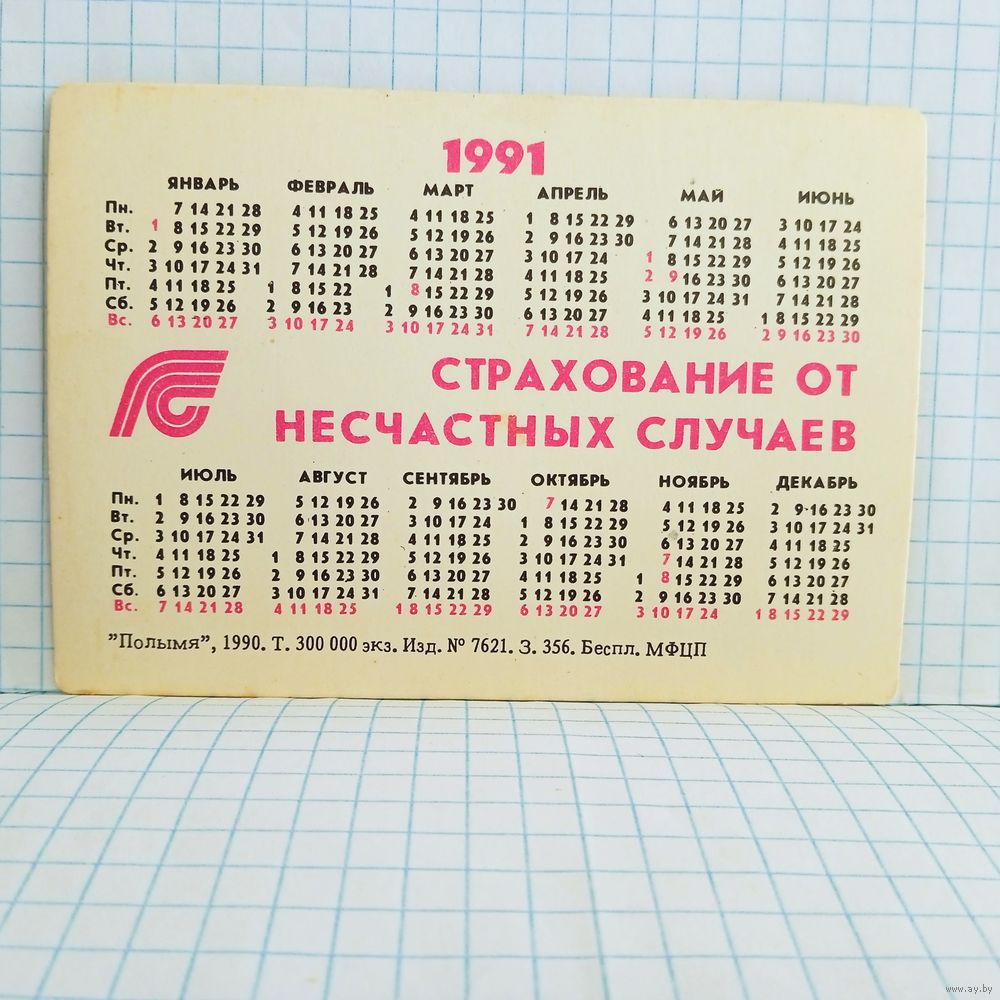 1991
ЯНВАРЬ ФЕВРАЛЬ МАРТ АПРЕЛЬ МАЙ ИЮНЬ
Пн. 7 14 21 28 4 11 18 25 4 11 18 25 1 8 15 22 29 6 13 20 27 3 10 17 24
Вт. 1 8 15 22 29 5 12 19 26 5 12 19 26 2 9 16 23 30 7 14 21 28 4 11 18 25
Ср. 2 9 16 23 30 6 13 20 27 6 13 20 27 3 10 17 24 1 8 15 22 29 5 12 19 26
Чт. 3 10 17 24 31 7 14 21 28 7 14 21 28 4 11 18 25 2 9 16 23 30 6 13 20 27
Пт. 4 11 18 25 1 8 15 22 1 8 15 22 29 5 12 19 26 3 10 17 24 31 7 14 21 28
Сб. 5 12 19 26 2 9 16 23 2 9 16 23 30 6 13 20 27 4 11 18 25 1 8 15 22 29
Вс. 6 13 20 27 3 10 17 24 3 10 17 24 31 7 14 21 28 5 12 19 26 2 9 16 23 30
СТРАХОВАНИЕ ОТ
НЕСЧАСТНЫХ СЛУЧАЕВ
ИЮЛЬ АВГУСТ СЕНТЯБРЬ ОКТЯБРЬ НОЯБРЬ ДЕКАБРЬ
Пн. 1 8 15 22 29 5 12 19 26 2 9 16 23 30 7 14 21 28 4 11 18 25 2 9 16 23 30
Вт. 2 9 16 23 30 6 13 20 27 3 10 17 24 1 8 15 22 29 5 12 19 26 3 10 17 24 31
Ср. 3 10 17 24 31 7 14 21 28 4 11 18 25 2 9 16 23 30 6 13 20 27 4 11 18 25
Чт. 4 11 18 25 1 8 15 22 29 5 12 19 26 3 10 17 24 31 7 14 21 28 5 12 19 26
Пт. 5 12 19 26 2 9 16 23 30 6 13 20 27 4 11 18 25 1 8 15 22 29 6 13 20 27
Сб. 6 13 20 27 3 10 17 24 31 7 14 21 28 5 12 19 26 2 9 16 23 30 7 14 21 28
Вс. 7 14 21 28 4 11 18 25 1 8 15 22 29 6 13 20 27 3 10 17 24 1 8 15 22 29
"Полымя", 1990. Т. 300 000 экз. Изд. № 7621. З. 356. Беспл. МФЦП
www.ay.by